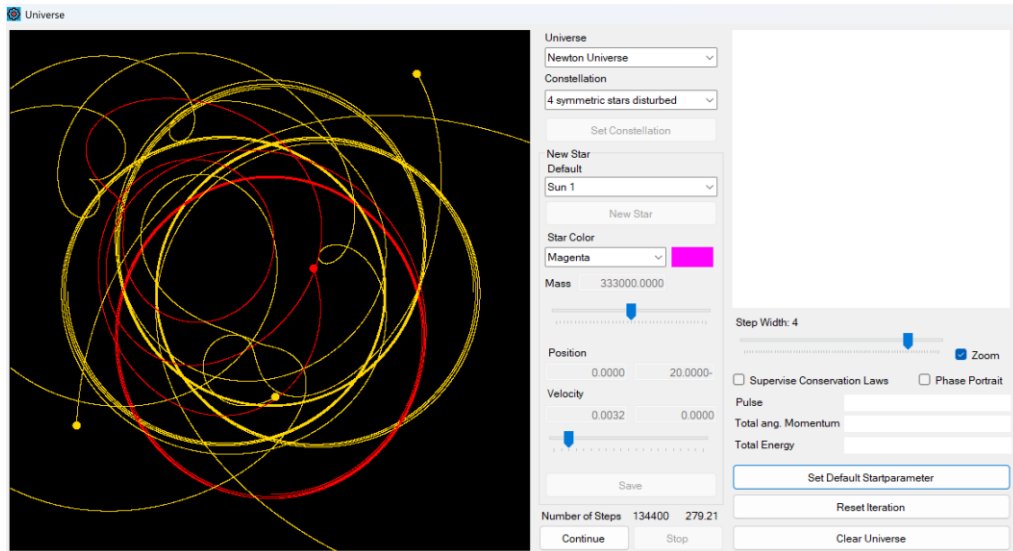 Universe
Universe
Newton Universe
Constellation
4 symmetric stars disturbed
Set Constellation
New Star
Default
Sun 1
New Star
Star Color
Magenta
Mass 333000.0000
Position
0.0000 20.0000-
Velocity
0.0032 0.0000
Save
Number of Steps 134400 279.21
Continue Stop
Step Width: 4
Zoom
Supervise Conservation Laws Phase Portrait
Pulse
Total ang. Momentum
Total Energy
Set Default Startparameter
Reset Iteration
Clear Universe